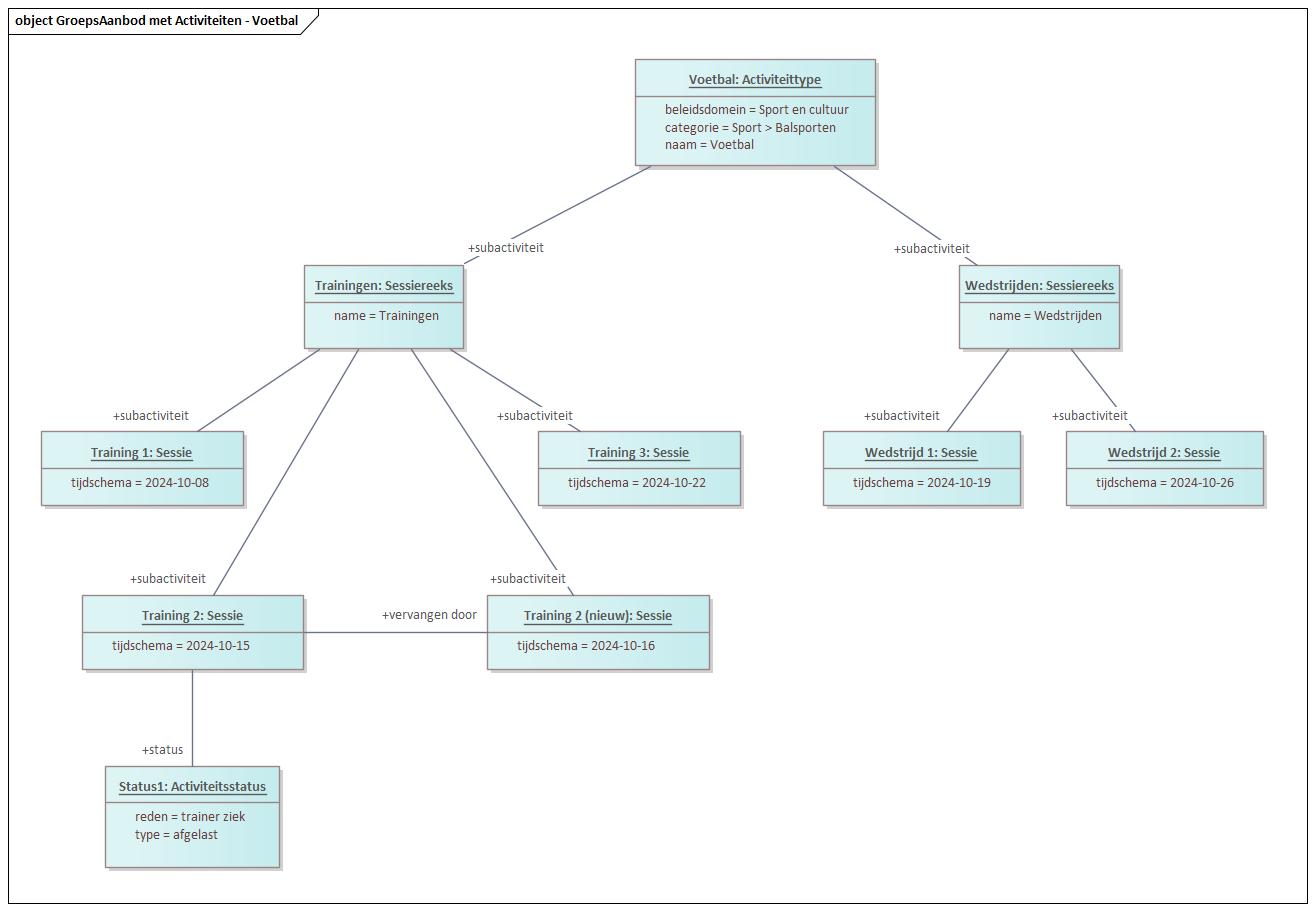 object GroepsAanbod met Activiteiten - Voetbal
Voetbal: Activiteittype
beleidsdomein = Sport en cultuur
categorie = Sport > Balsporten
naam = Voetbal
+subactiviteit
+subactiviteit
Trainingen: Sessiereeks
name = Trainingen
Wedstrijden: Sessiereeks
name = Wedstrijden
+subactiviteit
+subactiviteit
+subactiviteit
+subactiviteit
Training 1: Sessie
tijdschema = 2024-10-08
Training 3: Sessie
tijdschema = 2024-10-22
Wedstrijd 1: Sessie
tijdschema = 2024-10-19
Wedstrijd 2: Sessie
tijdschema = 2024-10-26
+subactiviteit
+subactiviteit
Training 2: Sessie
tijdschema = 2024-10-15
+vervangen door
Training 2 (nieuw): Sessie
tijdschema = 2024-10-16
+status
Status1: Activiteitsstatus
reden = trainer ziek
type = afgelast